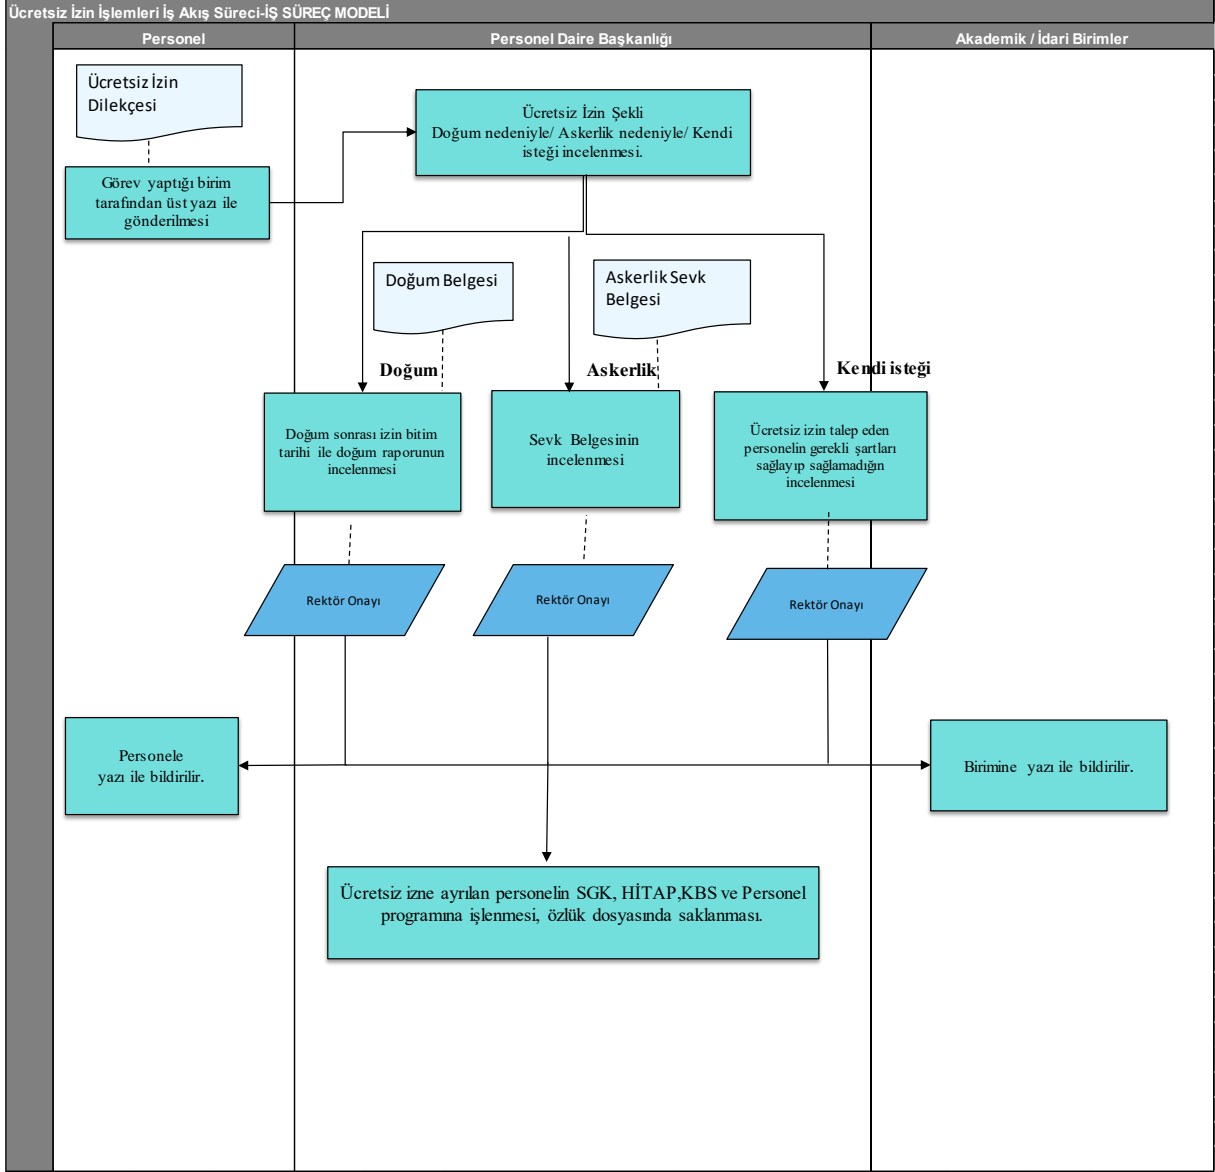 Ücretsiz İzin İşlemleri İş Akış Süreci-İŞ SÜREÇ MODELİ
Personel
Personel Daire Başkanlığı
Akademik / İdari Birimler
Ücretsiz İzin
Dilekçesi
Ücretsiz İzin Şekli
Doğum nedeniyle/ Askerlik nedeniyle/ Kendi
isteği incelenmesi.
Görev yaptığı birim
tarafından üst yazı ile
gönderilmesi
Doğum Belgesi
Askerlik Sevk
Belgesi
Doğum
Askerlik
Kendi isteği
Doğum sonrası izin bitim
tarihi ile doğum raporunun
incelenmesi
Sevk Belgesinin
incelenmesi
Ücretsiz izin talep eden
personelin gerekli şartları
sağlayıp sağlamadığın
incelenmesi
Rektör Onayı
Rektör Onayı
Rektör Onayı
Personele
yazı ile bildirilir.
Birimine yazı ile bildirilir.
Ücretsiz izne ayrılan personelin SGK, HİTAP,KBS ve Personel
programına işlenmesi, özlük dosyasında saklanması.